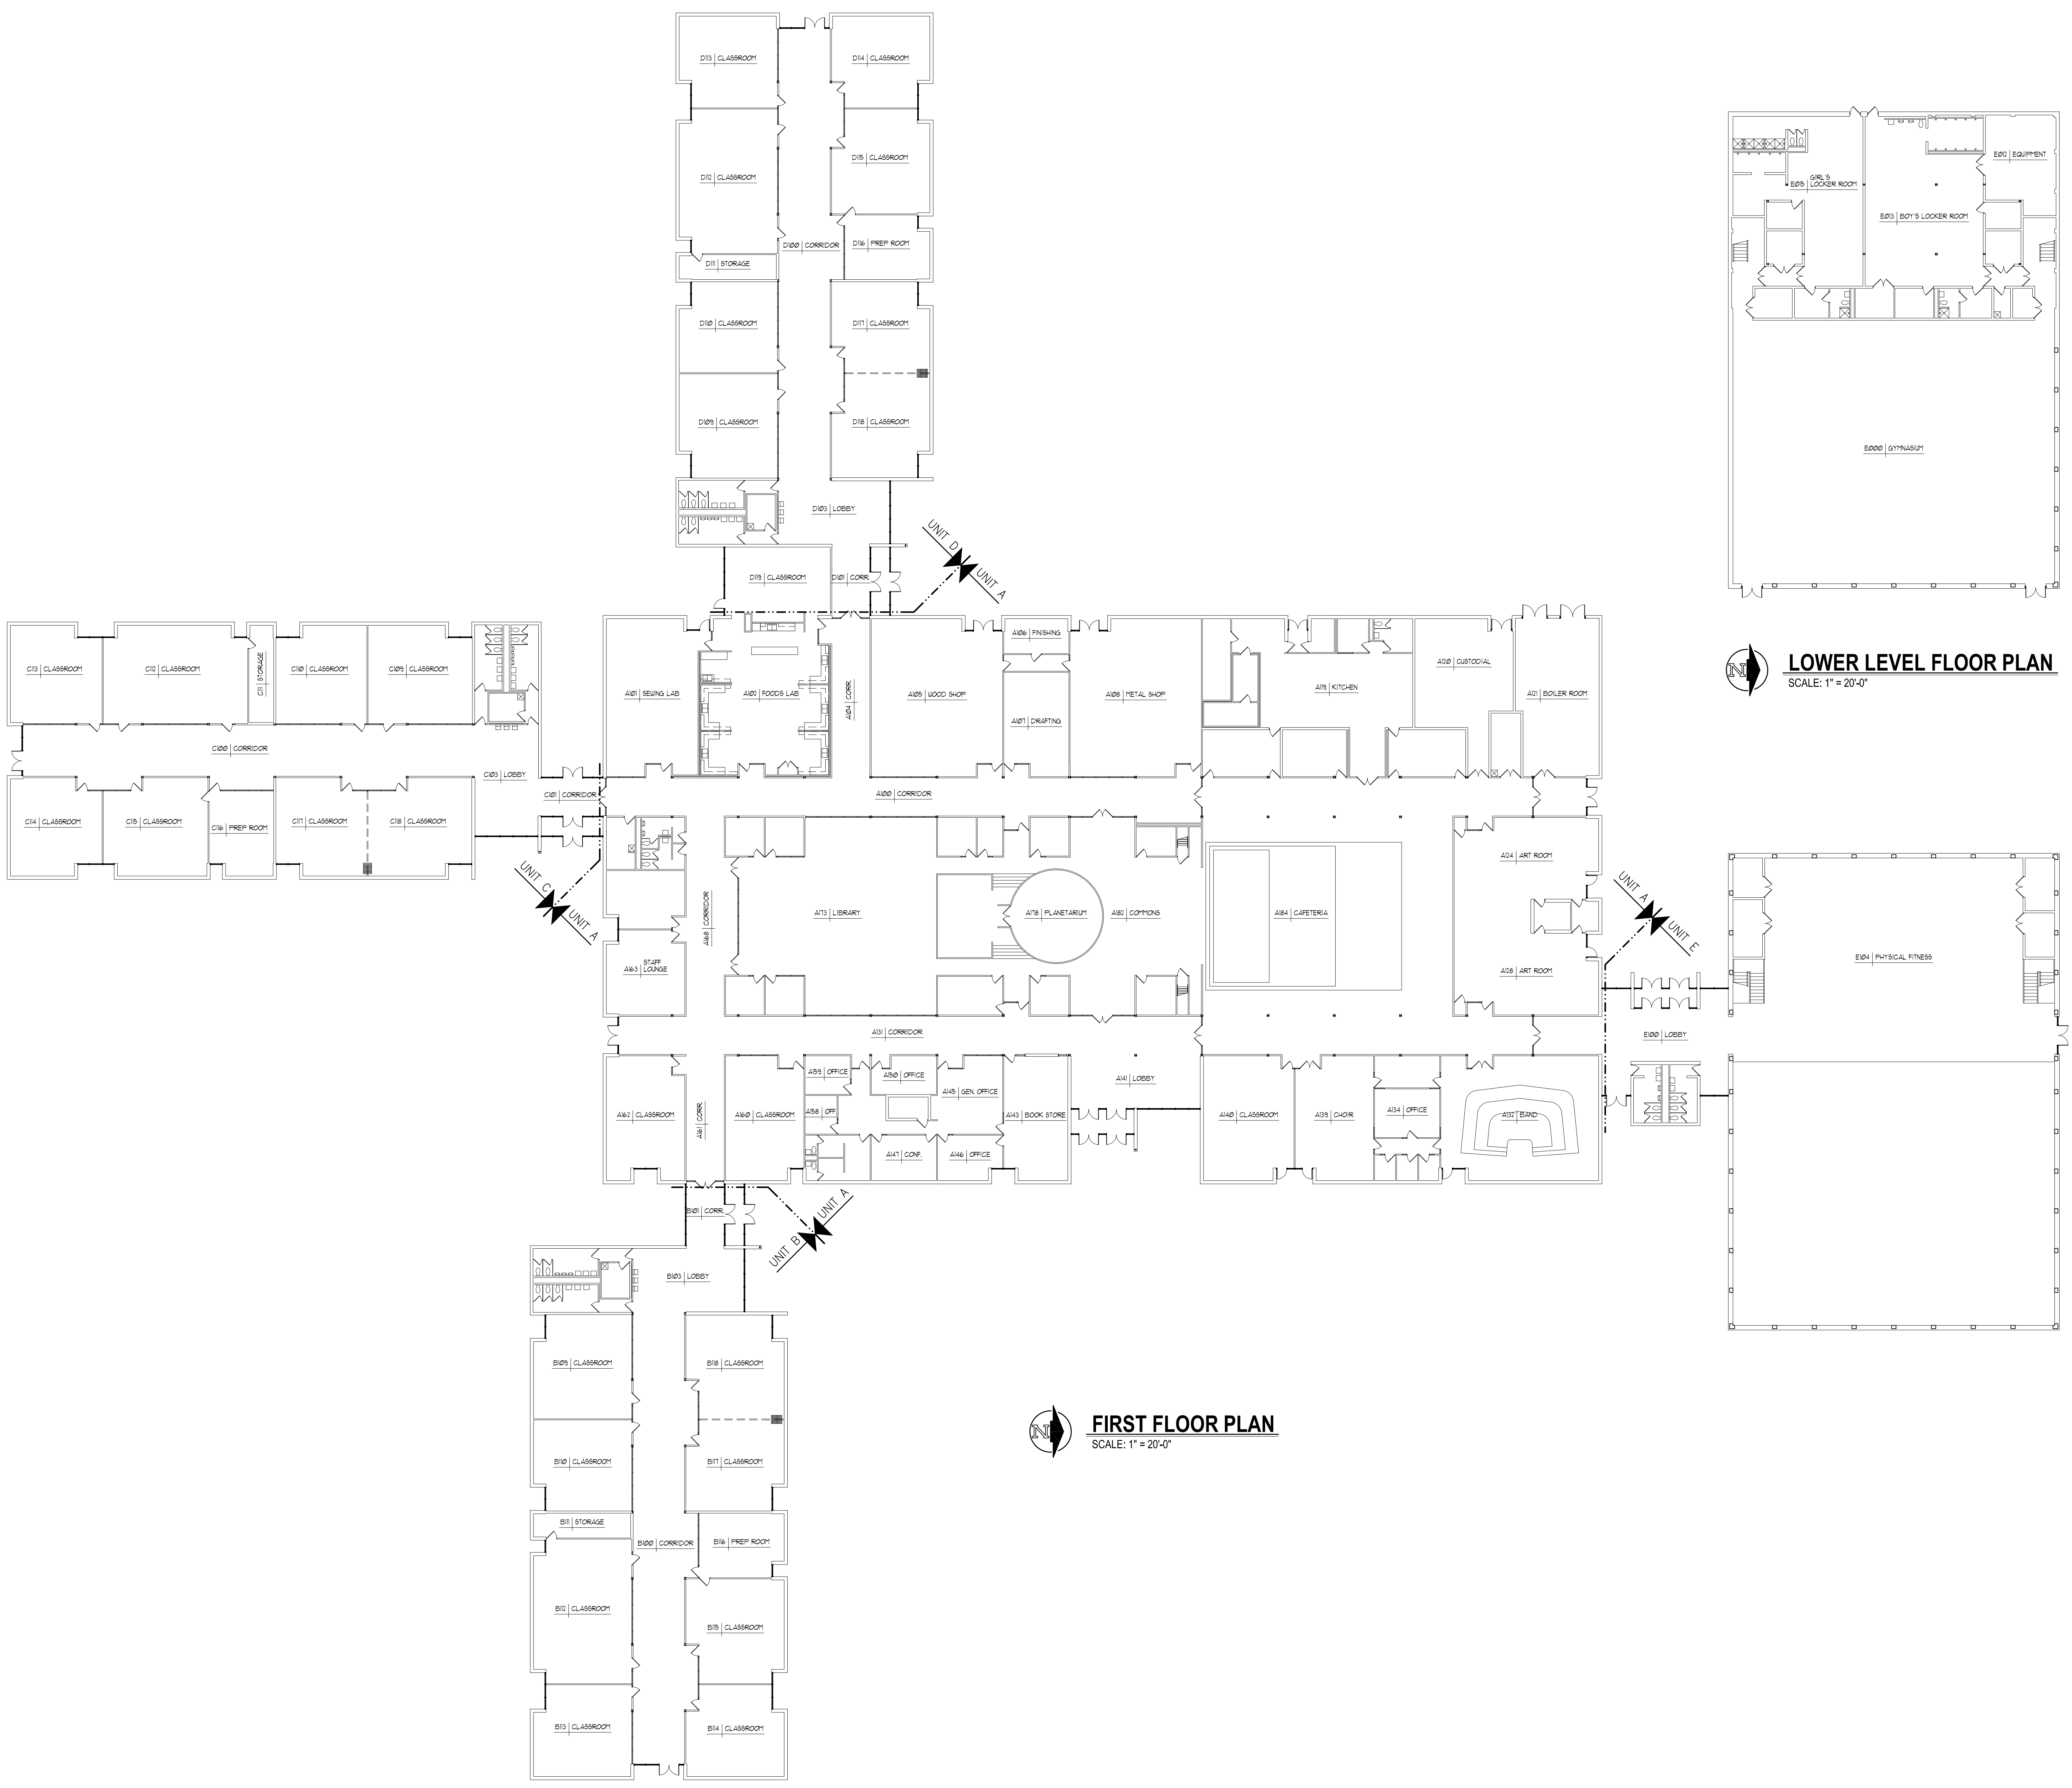 D113 CLASSROOM
D114 CLASSROOM
D112 CLASSROOM
D115 CLASSROOM
D100 CORRIDOR
D116 PREP ROOM
D111 STORAGE
D110 CLASSROOM
D117 CLASSROOM
D109 CLASSROOM
D118 CLASSROOM
D103 LOBBY
D119 CLASSROOM
D101 CORR.
UNIT D
UNIT A
E012 EQUIPMENT
GIRL'S
E015 LOCKER ROOM
E013 BOY'S LOCKER ROOM
E000 GYMNASIUM
N
LOWER LEVEL FLOOR PLAN
SCALE: 1" = 20'-0"
C113 CLASSROOM
C112 CLASSROOM
C111 STORAGE
C110 CLASSROOM
C109 CLASSROOM
C100 CORRIDOR
C103 LOBBY
C101 CORRIDOR
C114 CLASSROOM
C115 CLASSROOM
C116 PREP ROOM
C117 CLASSROOM
C118 CLASSROOM
UNIT C
UNIT A
A101 SEWING LAB
A102 FOODS LAB
A104 CORR.
A105 WOOD SHOP
A106 FINISHING
A107 DRAFTING
A108 METAL SHOP
A119 KITCHEN
A120 CUSTODIAL
A121 BOILER ROOM
A100 CORRIDOR
A168 CORRIDOR
A173 LIBRARY
A178 PLANETARIUM
A182 COMMONS
A184 CAFETERIA
A124 ART ROOM
A128 ART ROOM
STAFF
A163 LOUNGE
A131 CORRIDOR
UNIT A
UNIT E
E104 PHYSICAL FITNESS
E100 LOBBY
A162 CLASSROOM
A161 CORR.
A160 CLASSROOM
A159 OFFICE
A158 OFF.
A150 OFFICE
A145 GEN. OFFICE
A143 BOOK STORE
A147 CONF.
A146 OFFICE
A141 LOBBY
A140 CLASSROOM
A139 CHOIR
A134 OFFICE
A132 BAND
B101 CORR.
UNIT B
UNIT A
B103 LOBBY
B109 CLASSROOM
B118 CLASSROOM
B110 CLASSROOM
B117 CLASSROOM
B111 STORAGE
B100 CORRIDOR
B116 PREP ROOM
B112 CLASSROOM
B115 CLASSROOM
B113 CLASSROOM
B114 CLASSROOM
N
FIRST FLOOR PLAN
SCALE: 1" = 20'-0"